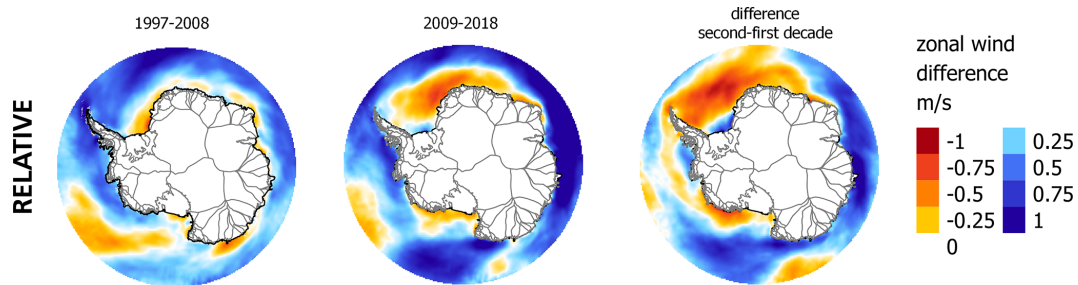 1997-2008
2009-2018
difference
second-first decade
RELATIVE
zonal wind
difference
m/s
-1 0.25
-0.75 0.5
-0.5 0.75
-0.25 1
0